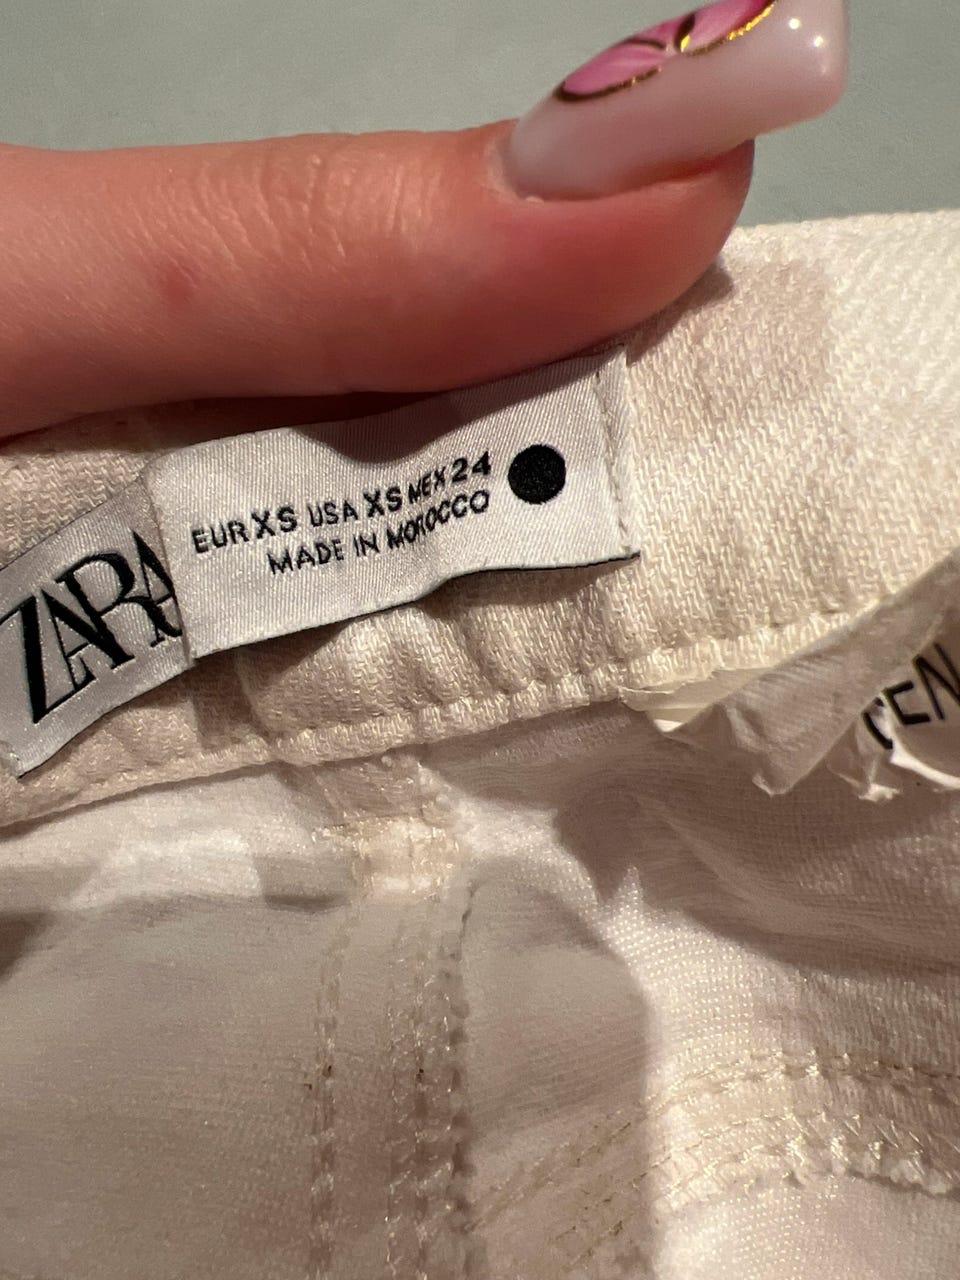 ZARA
EUR XS USA XS MEX 24
MADE IN MOROCCO